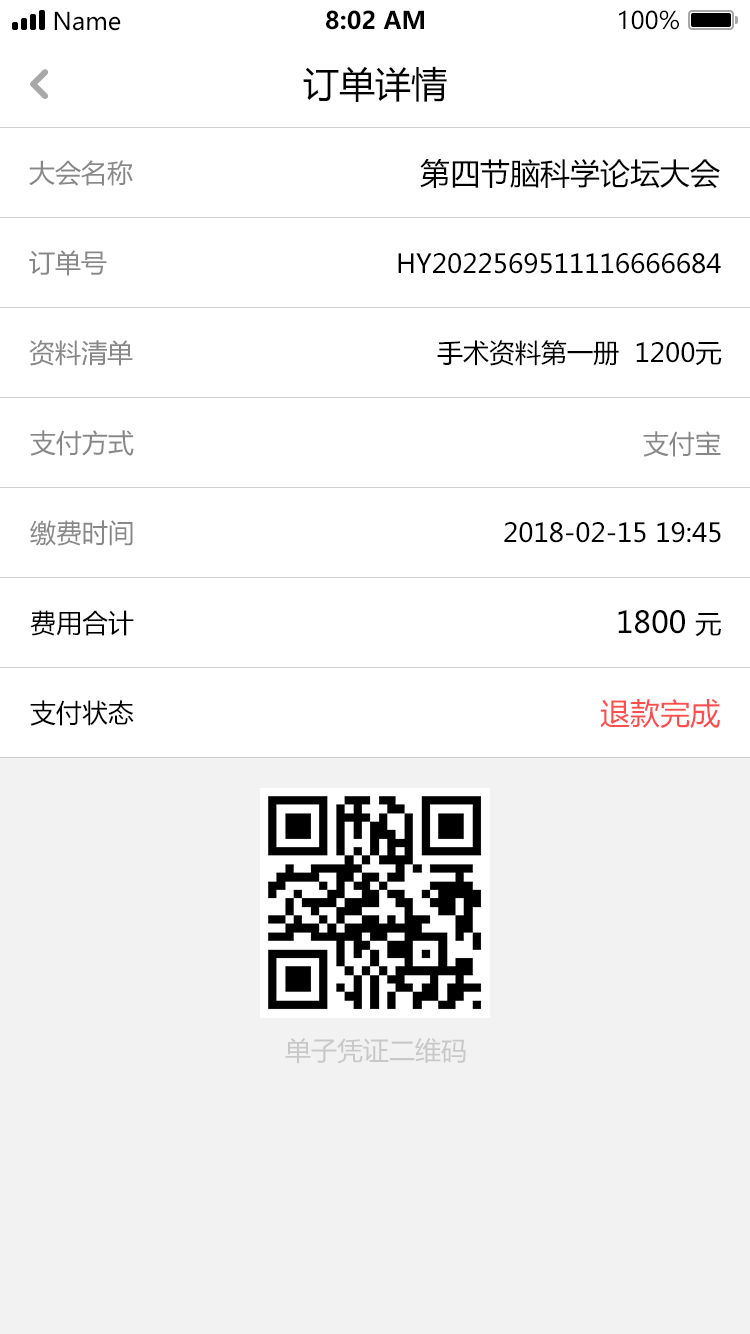 Name 8:02 AM 100%
订单详情
大会名称 第四节脑科学论坛大会
订单号 HY2022569511116666684
资料清单 手术资料第一册 1200元
支付方式 支付宝
缴费时间 2018-02-15 19:45
费用合计 1800 元
支付状态 退款完成
单子凭证二维码